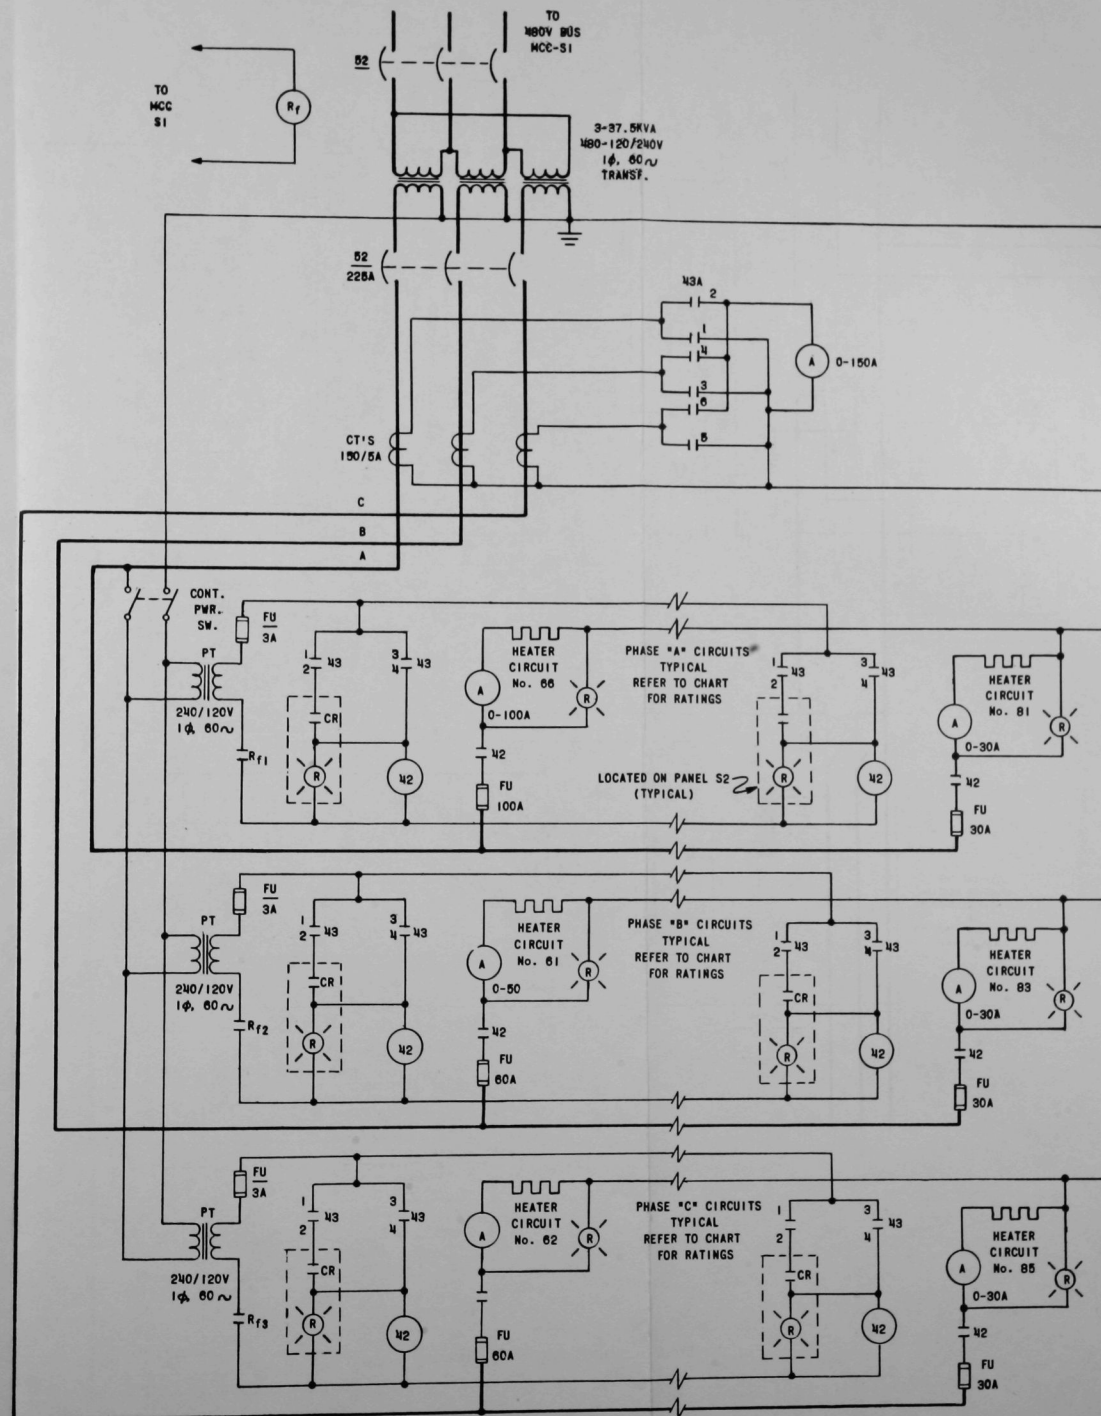 TO
480V BUS
MCC-SI
52
TO
MCC
SI
Rf
3-37.5KVA
480-120/240V
1ϕ, 60~
TRANSF.
52
225A
43A
2
1
4
3
6
5
A
0-150A
CT'S
150/5A
C
B
A
CONT.
PWR.
SW.
FU
3A
PT
240/120V
1ϕ, 60~
Rf1
1
2
43
3
4
43
CR
R
42
HEATER
CIRCUIT
No. 66
A
0-100A
R
42
FU
100A
PHASE "A" CIRCUITS
TYPICAL
REFER TO CHART
FOR RATINGS
LOCATED ON PANEL S2
(TYPICAL)
1
2
43
3
4
43
R
42
HEATER
CIRCUIT
No. 81
A
0-30A
R
42
FU
30A
FU
3A
PT
240/120V
1ϕ, 60~
Rf2
1
2
43
3
4
43
CR
R
42
HEATER
CIRCUIT
No. 61
A
0-50
R
42
FU
60A
PHASE "B" CIRCUITS
TYPICAL
REFER TO CHART
FOR RATINGS
1
2
43
3
4
43
CR
R
42
HEATER
CIRCUIT
No. 83
A
0-30A
R
42
FU
30A
FU
3A
PT
240/120V
1ϕ, 60~
Rf3
1
2
43
3
4
43
CR
R
42
HEATER
CIRCUIT
No. 62
A
R
FU
60A
PHASE "C" CIRCUITS
TYPICAL
REFER TO CHART
FOR RATINGS
1
2
3
4
43
CR
R
42
HEATER
CIRCUIT
No. 85
A
0-30A
R
42
FU
30A